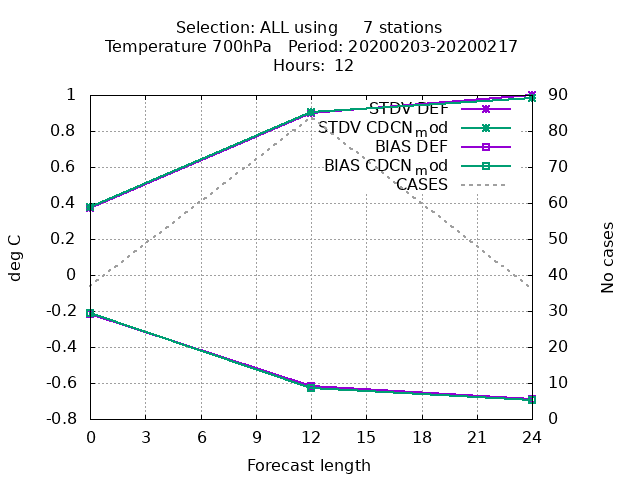 Selection: ALL using     7 stations
Temperature 700hPa   Period: 20200203-20200217
Hours:  12
1
0.8
0.6
0.4
0.2
0
-0.2
-0.4
-0.6
-0.8
deg C
STDV DEF
STDV CDCN_mod
BIAS DEF
BIAS CDCN_mod
CASES
90
80
70
60
50
40
30
20
10
0
No cases
0 3 6 9 12 15 18 21 24
Forecast length